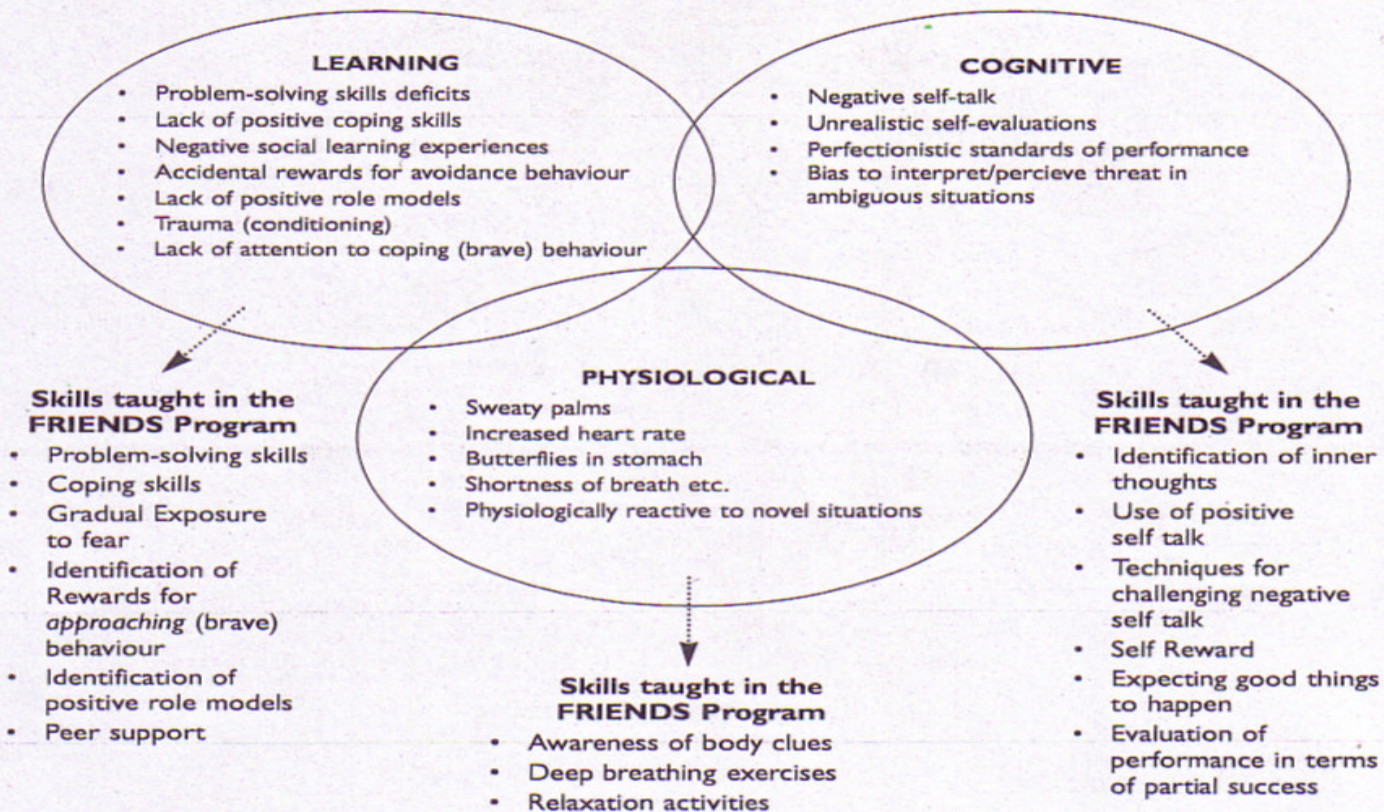 LEARNING
• Problem-solving skills deficits
• Lack of positive coping skills
• Negative social learning experiences
• Accidental rewards for avoidance behaviour
• Lack of positive role models
• Trauma (conditioning)
• Lack of attention to coping (brave) behaviour
COGNITIVE
• Negative self-talk
• Unrealistic self-evaluations
• Perfectionistic standards of performance
• Bias to interpret/percieve threat in
ambiguous situations
PHYSIOLOGICAL
• Sweaty palms
• Increased heart rate
• Butterflies in stomach
• Shortness of breath etc.
• Physiologically reactive to novel situations
Skills taught in the
FRIENDS Program
• Problem-solving skills
• Coping skills
• Gradual Exposure
to fear
• Identification of
Rewards for
approaching (brave)
behaviour
• Identification of
positive role models
• Peer support
Skills taught in the
FRIENDS Program
• Awareness of body clues
• Deep breathing exercises
• Relaxation activities
Skills taught in the
FRIENDS Program
• Identification of inner
thoughts
• Use of positive
self talk
• Techniques for
challenging negative
self talk
• Self Reward
• Expecting good things
to happen
• Evaluation of
performance in terms
of partial success